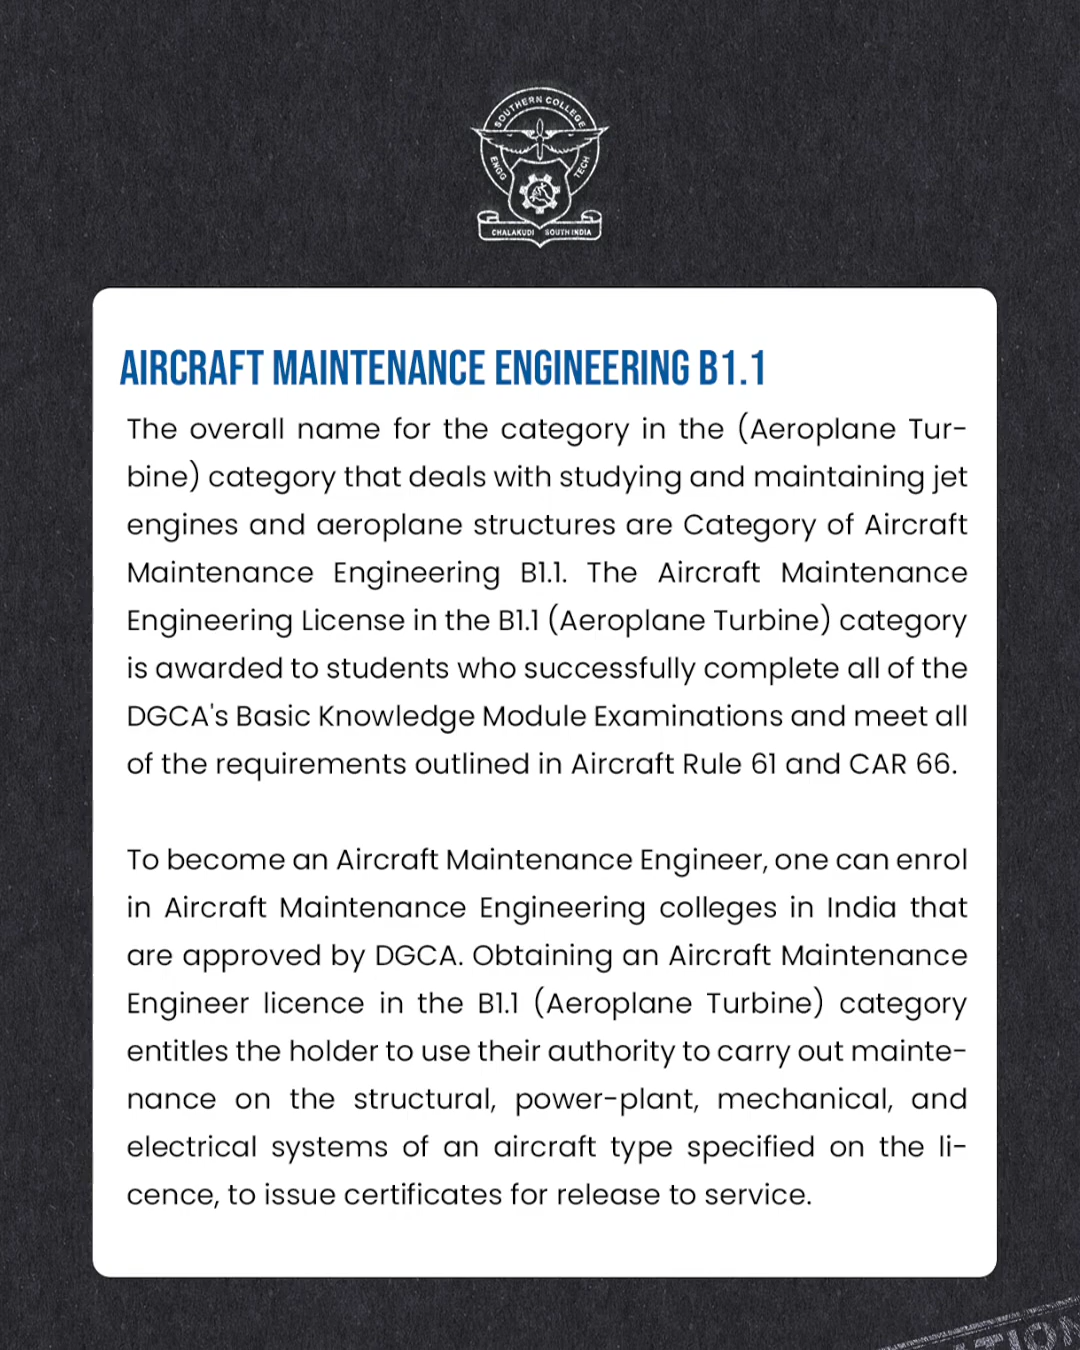 SOUTHERN COLLEGE
ENGG
TECH
CHALAKUDI SOUTH INDIA
AIRCRAFT MAINTENANCE ENGINEERING B1.1
The overall name for the category in the (Aeroplane Tur-
bine) category that deals with studying and maintaining jet
engines and aeroplane structures are Category of Aircraft
Maintenance Engineering B1.1. The Aircraft Maintenance
Engineering License in the B1.1 (Aeroplane Turbine) category
is awarded to students who successfully complete all of the
DGCA's Basic Knowledge Module Examinations and meet all
of the requirements outlined in Aircraft Rule 61 and CAR 66.
To become an Aircraft Maintenance Engineer, one can enrol
in Aircraft Maintenance Engineering colleges in India that
are approved by DGCA. Obtaining an Aircraft Maintenance
Engineer licence in the B1.1 (Aeroplane Turbine) category
entitles the holder to use their authority to carry out mainte-
nance on the structural, power-plant, mechanical, and
electrical systems of an aircraft type specified on the li-
cence, to issue certificates for release to service.